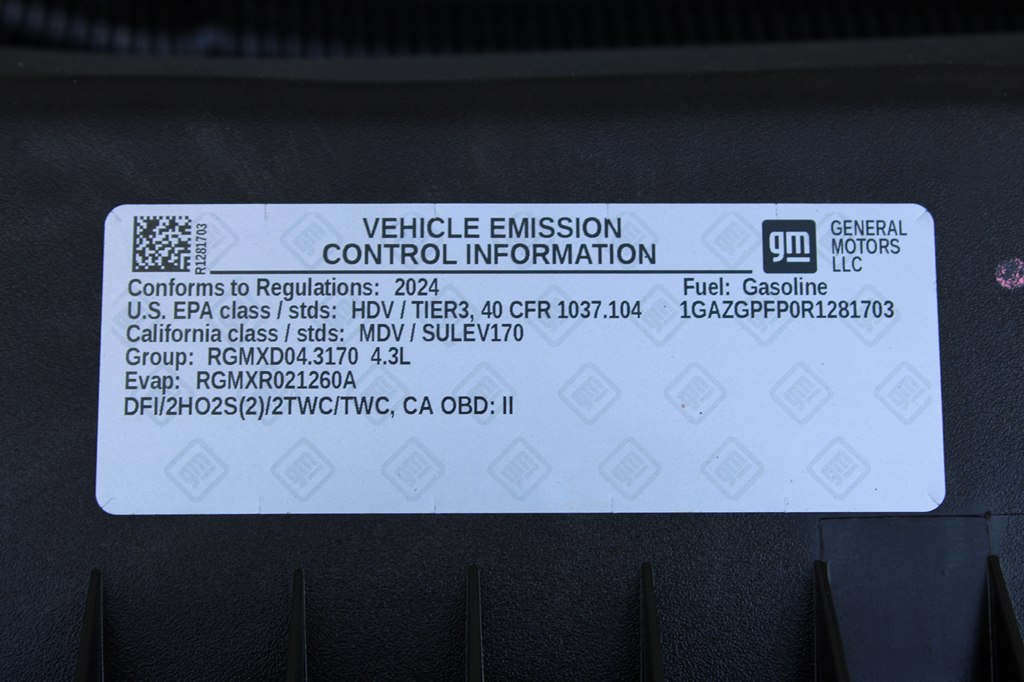 R1281703
VEHICLE EMISSION
CONTROL INFORMATION
gm
GENERAL
MOTORS
LLC
Conforms to Regulations: 2024
Fuel: Gasoline
U.S. EPA class / stds: HDV / TIER3, 40 CFR 1037.104
1GAZGPFP0R1281703
California class / stds: MDV / SULEV170
Group: RGMXD04.3170 4.3L
Evap: RGMXR021260A
DFI/2HO2S(2)/2TWC/TWC, CA OBD: II